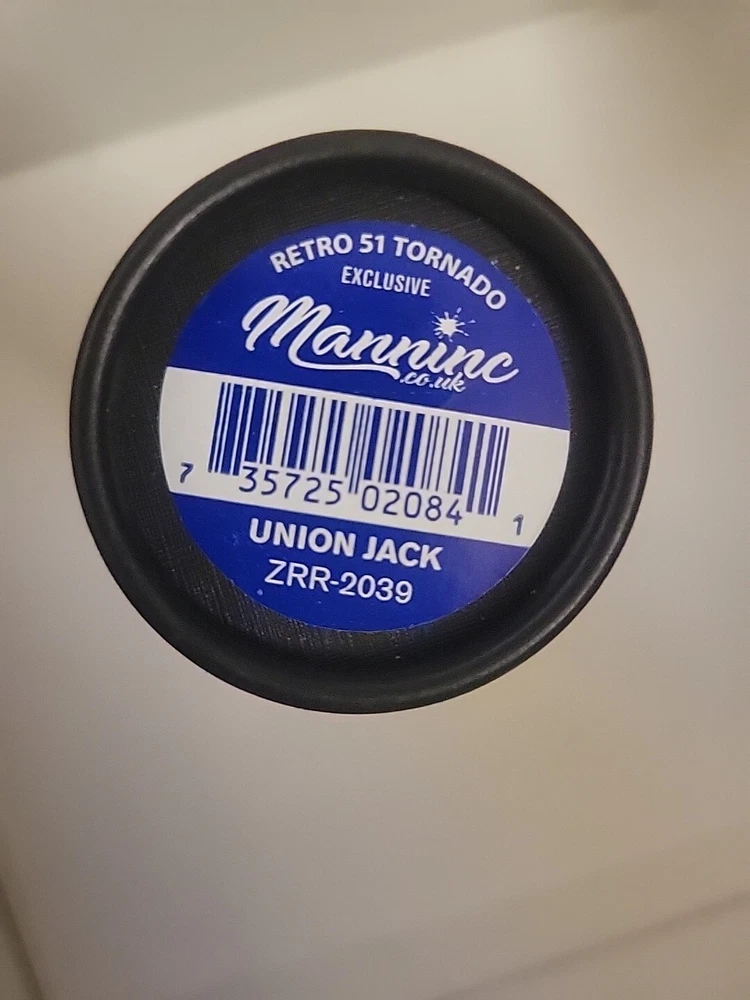 RETRO 51 TORNADO
EXCLUSIVE
Manninc
.co.uk
7 35725 02084 1
UNION JACK
ZRR-2039